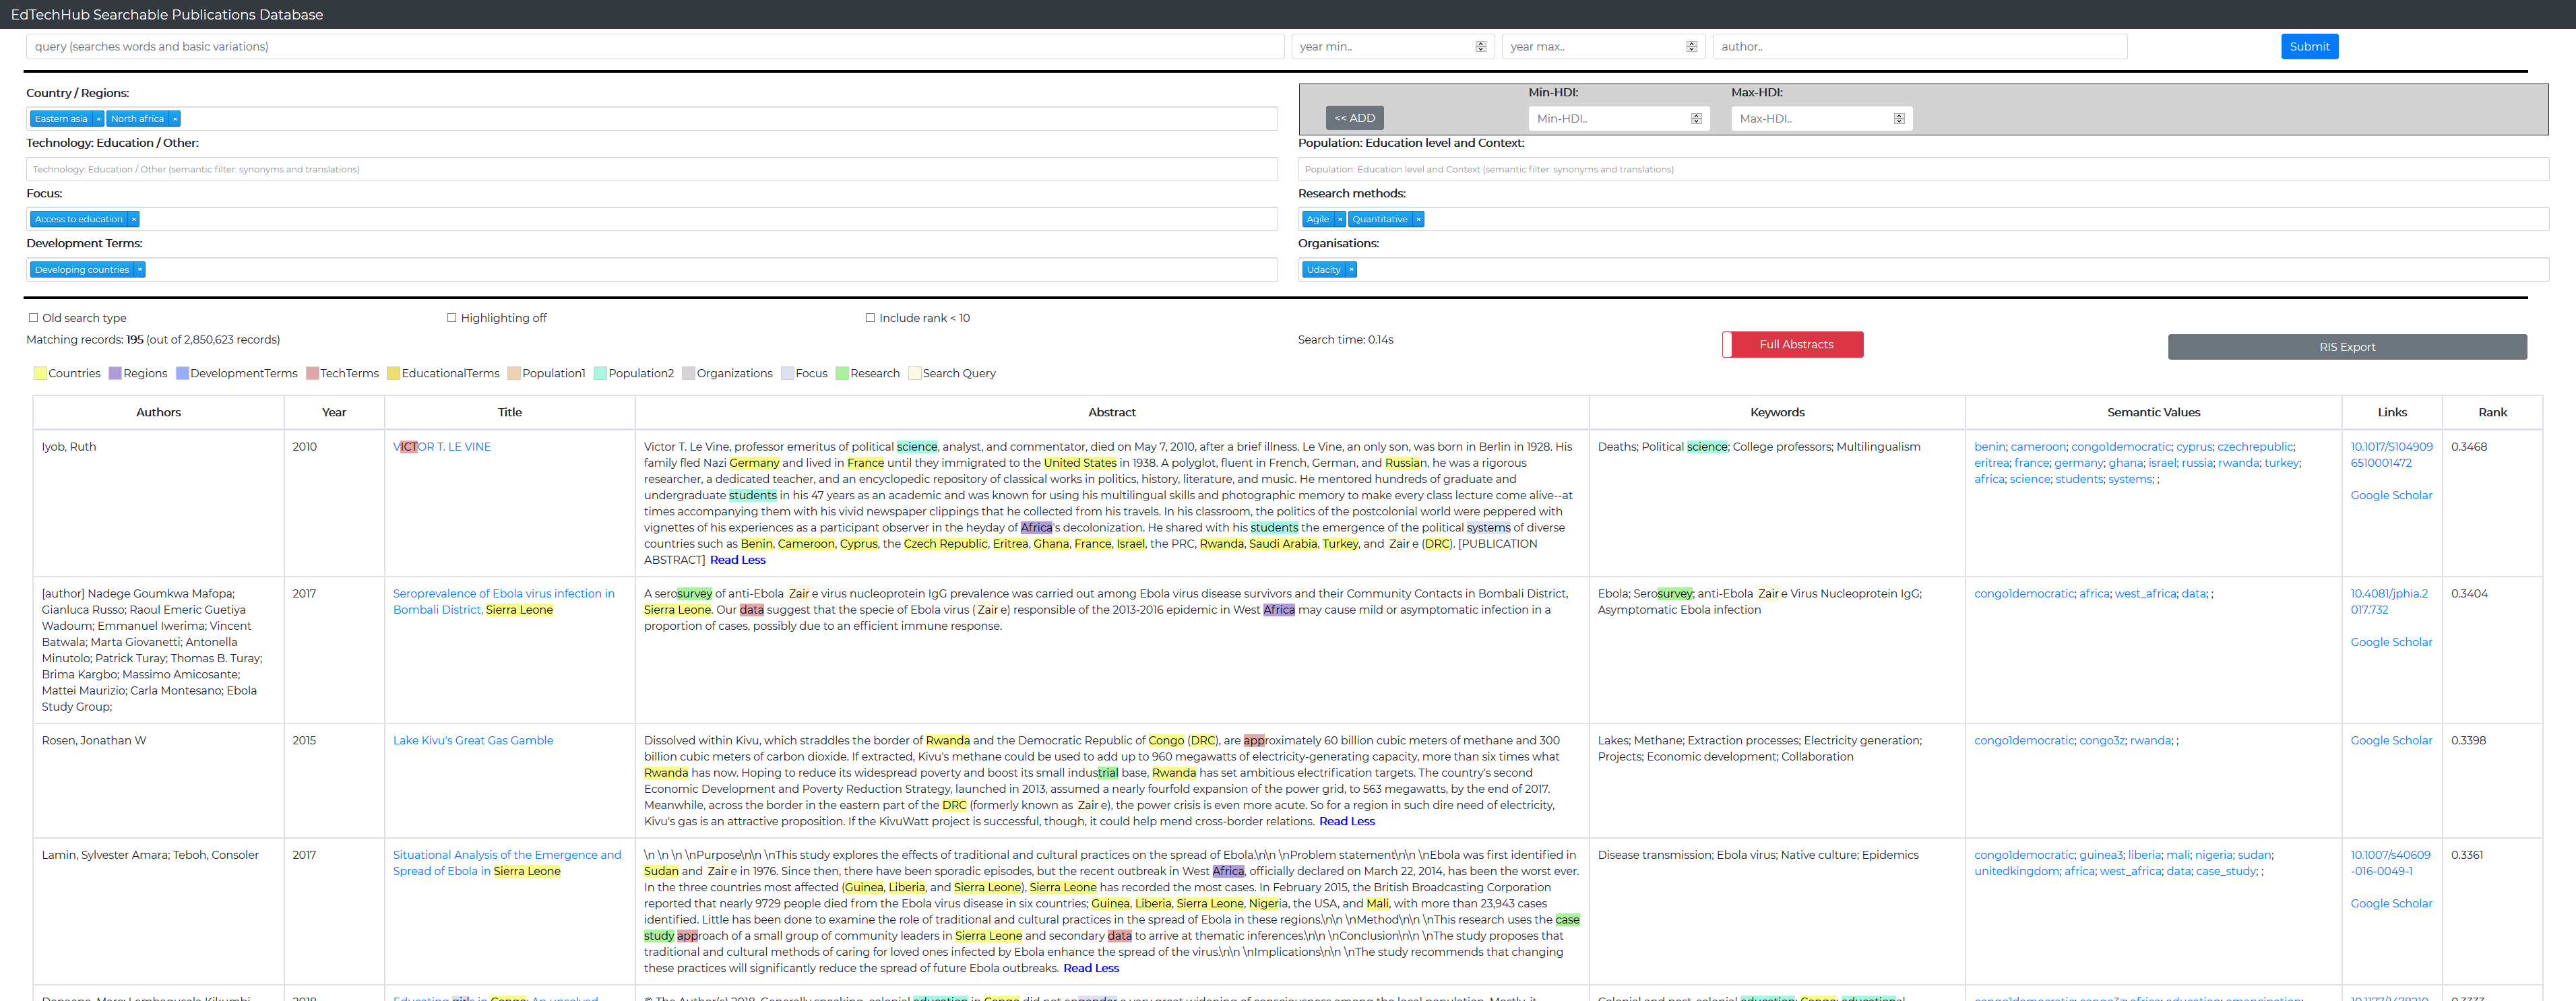 EdTechHub Searchable Publications Database
query (searches words and basic variations) year min.. year max.. author.. Submit
Country / Regions: Min-HDI: Max-HDI:
Eastern asia × North africa × << ADD Min-HDI.. Max-HDI..
Technology: Education / Other: Population: Education level and Context:
Technology: Education / Other (semantic filter: synonyms and translations) Population: Education level and Context (semantic filter: synonyms and translations)
Focus: Research methods:
Access to education × Agile × Quantitative ×
Development Terms: Organisations:
Developing countries × Udacity ×
Old search type Highlighting off Include rank < 10
Matching records: 195 (out of 2,850,623 records) Search time: 0.14s Full Abstracts RIS Export
Countries Regions DevelopmentTerms TechTerms EducationalTerms Population1 Population2 Organizations Focus Research Search Query
Authors Year Title Abstract Keywords Semantic Values Links Rank
Iyob, Ruth
2010
VICTOR T. LE VINE
Victor T. Le Vine, professor emeritus of political science, analyst, and commentator, died on May 7, 2010, after a brief illness. Le Vine, an only son, was born in Berlin in 1928. His
family fled Nazi Germany and lived in France until they immigrated to the United States in 1938. A polyglot, fluent in French, German, and Russian, he was a rigorous
researcher, a dedicated teacher, and an encyclopedic repository of classical works in politics, history, literature, and music. He mentored hundreds of graduate and
undergraduate students in his 47 years as an academic and was known for using his multilingual skills and photographic memory to make every class lecture come alive--at
times accompanying them with his vivid newspaper clippings that he collected from his travels. In his classroom, the politics of the postcolonial world were peppered with
vignettes of his experiences as a participant observer in the heyday of Africa's decolonization. He shared with his students the emergence of the political systems of diverse
countries such as Benin, Cameroon, Cyprus, the Czech Republic, Eritrea, Ghana, France, Israel, the PRC, Rwanda, Saudi Arabia, Turkey, and Zair e (DRC). [PUBLICATION
ABSTRACT] Read Less
Deaths; Political science; College professors; Multilingualism
benin; cameroon; congo1democratic; cyprus; czechrepublic;
eritrea; france; germany; ghana; israel; russia; rwanda; turkey;
africa; science; students; systems; ;
10.1017/S104909
6510001472
Google Scholar
0.3468
[author] Nadege Goumkwa Mafopa;
Gianluca Russo; Raoul Emeric Guetiya
Wadoum; Emmanuel Iwerima; Vincent
Batwala; Marta Giovanetti; Antonella
Minutolo; Patrick Turay; Thomas B. Turay;
Brima Kargbo; Massimo Amicosante;
Mattei Maurizio; Carla Montesano; Ebola
Study Group;
2017
Seroprevalence of Ebola virus infection in
Bombali District, Sierra Leone
A serosurvey of anti-Ebola Zair e virus nucleoprotein IgG prevalence was carried out among Ebola virus disease survivors and their Community Contacts in Bombali District,
Sierra Leone. Our data suggest that the specie of Ebola virus ( Zair e) responsible of the 2013-2016 epidemic in West Africa may cause mild or asymptomatic infection in a
proportion of cases, possibly due to an efficient immune response.
Ebola; Serosurvey; anti-Ebola Zair e Virus Nucleoprotein IgG;
Asymptomatic Ebola infection
congo1democratic; africa; west_africa; data; ;
10.4081/jphia.2
017.732
Google Scholar
0.3404
Rosen, Jonathan W
2015
Lake Kivu's Great Gas Gamble
Dissolved within Kivu, which straddles the border of Rwanda and the Democratic Republic of Congo (DRC), are approximately 60 billion cubic meters of methane and 300
billion cubic meters of carbon dioxide. If extracted, Kivu's methane could be used to add up to 960 megawatts of electricity-generating capacity, more than six times what
Rwanda has now. Hoping to reduce its widespread poverty and boost its small industrial base, Rwanda has set ambitious electrification targets. The country's second
Economic Development and Poverty Reduction Strategy, launched in 2013, assumed a nearly fourfold expansion of the power grid, to 563 megawatts, by the end of 2017.
Meanwhile, across the border in the eastern part of the DRC (formerly known as Zair e), the power crisis is even more acute. So for a region in such dire need of electricity,
Kivu's gas is an attractive proposition. If the KivuWatt project is successful, though, it could help mend cross-border relations. Read Less
Lakes; Methane; Extraction processes; Electricity generation;
Projects; Economic development; Collaboration
congo1democratic; congo3z; rwanda; ;
Google Scholar
0.3398
Lamin, Sylvester Amara; Teboh, Consoler
2017
Situational Analysis of the Emergence and
Spread of Ebola in Sierra Leone
\n \n \n \nPurpose\n\n \nThis study explores the effects of traditional and cultural practices on the spread of Ebola.\n\n \nProblem statement\n\n \nEbola was first identified in
Sudan and Zair e in 1976. Since then, there have been sporadic episodes, but the recent outbreak in West Africa, officially declared on March 22, 2014, has been the worst ever.
In the three countries most affected (Guinea, Liberia, and Sierra Leone), Sierra Leone has recorded the most cases. In February 2015, the British Broadcasting Corporation
reported that nearly 9729 people died from the Ebola virus disease in six countries; Guinea, Liberia, Sierra Leone, Nigeria, the USA, and Mali, with more than 23,943 cases
identified. Little has been done to examine the role of traditional and cultural practices in the spread of Ebola in these regions.\n\n \nMethod\n\n \nThis research uses the case
study approach of a small group of community leaders in Sierra Leone and secondary data to arrive at thematic inferences.\n\n \nConclusion\n\n \nThe study proposes that
traditional and cultural methods of caring for loved ones infected by Ebola enhance the spread of the virus.\n\n \nImplications\n\n \nThe study recommends that changing
these practices will significantly reduce the spread of future Ebola outbreaks. Read Less
Disease transmission; Ebola virus; Native culture; Epidemics
congo1democratic; guinea3; liberia; mali; nigeria; sudan;
unitedkingdom; africa; west_africa; data; case_study; ;
10.1007/s40609
-016-0049-1
Google Scholar
0.3361